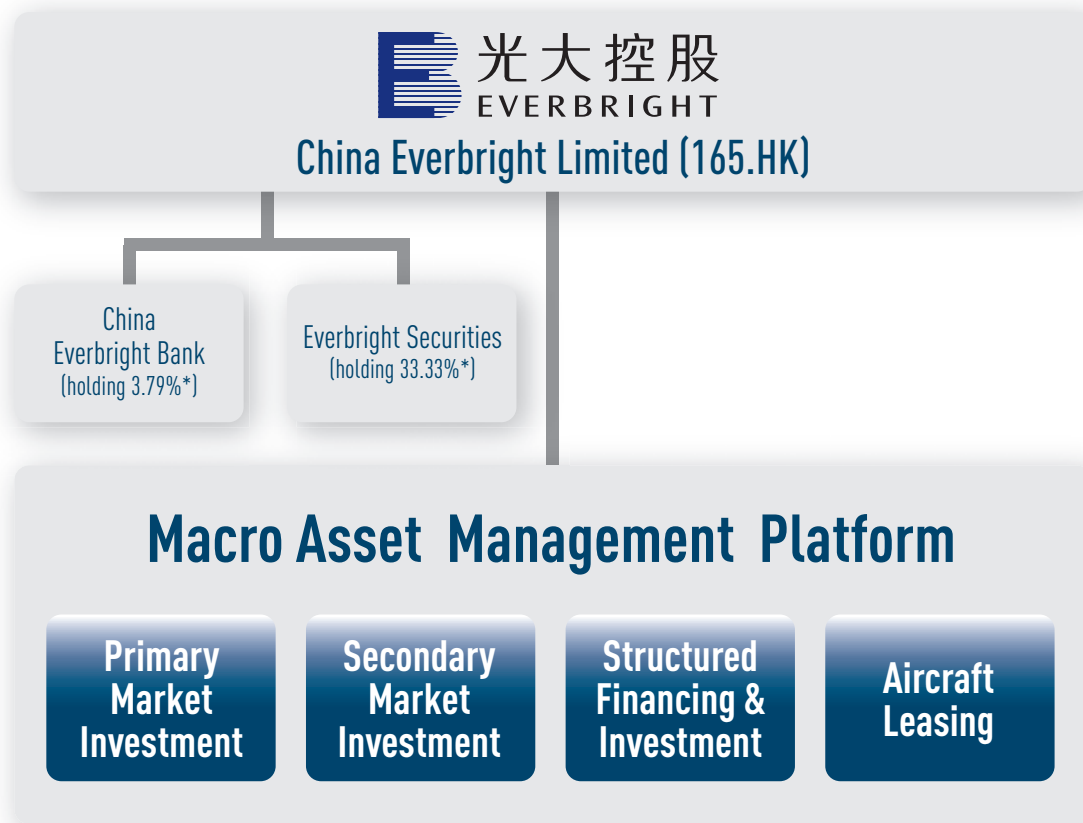 光大控股
EVERBRIGHT
China Everbright Limited (165.HK)
China
Everbright Bank
(holding 3.79%*)
Everbright Securities
(holding 33.33%*)
Macro Asset Management Platform
Primary
Market
Investment
Secondary
Market
Investment
Structured
Financing &
Investment
Aircraft
Leasing